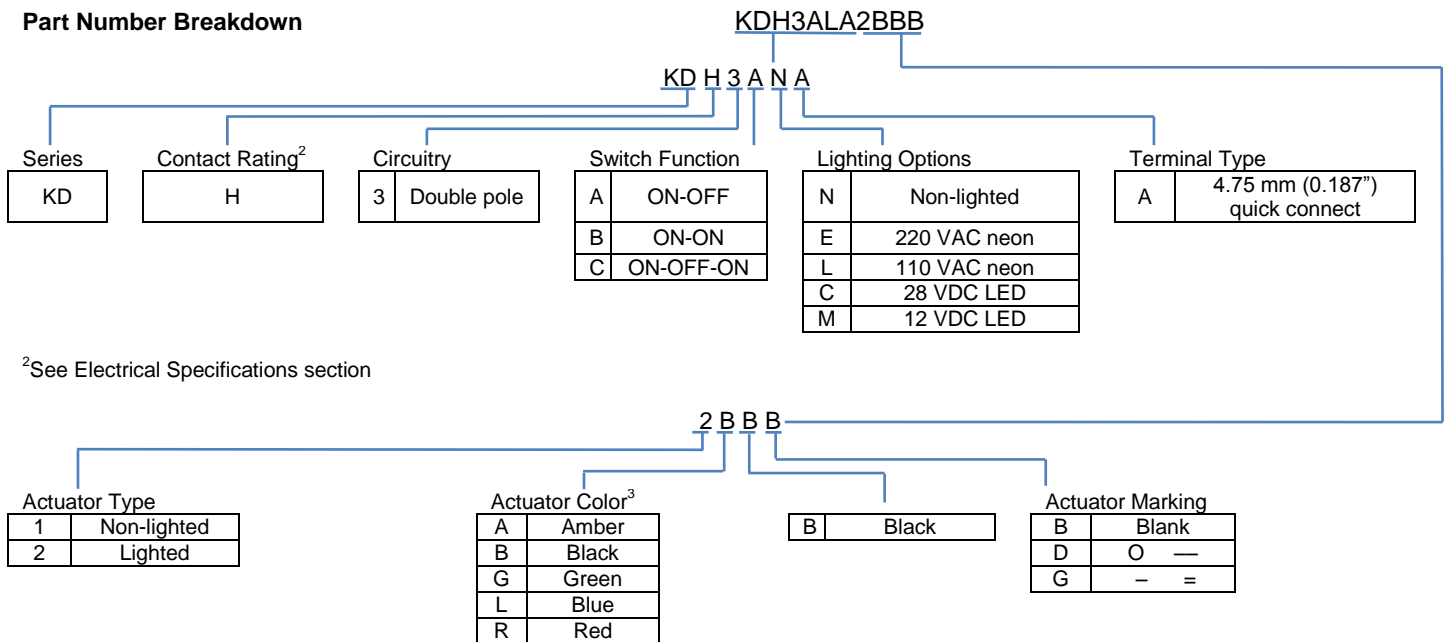 Part Number Breakdown
KDH3ALA2BBB
KD H 3 A N A
Series
KD
Contact Rating²
H
Circuitry
3 Double pole
Switch Function
A ON-OFF
B ON-ON
C ON-OFF-ON
Lighting Options
N Non-lighted
E 220 VAC neon
L 110 VAC neon
C 28 VDC LED
M 12 VDC LED
Terminal Type
A 4.75 mm (0.187”)
quick connect
²See Electrical Specifications section
2 B B B
Actuator Type
1 Non-lighted
2 Lighted
Actuator Color³
A Amber
B Black
G Green
L Blue
R Red
B Black
Actuator Marking
B Blank
D O —
G – =